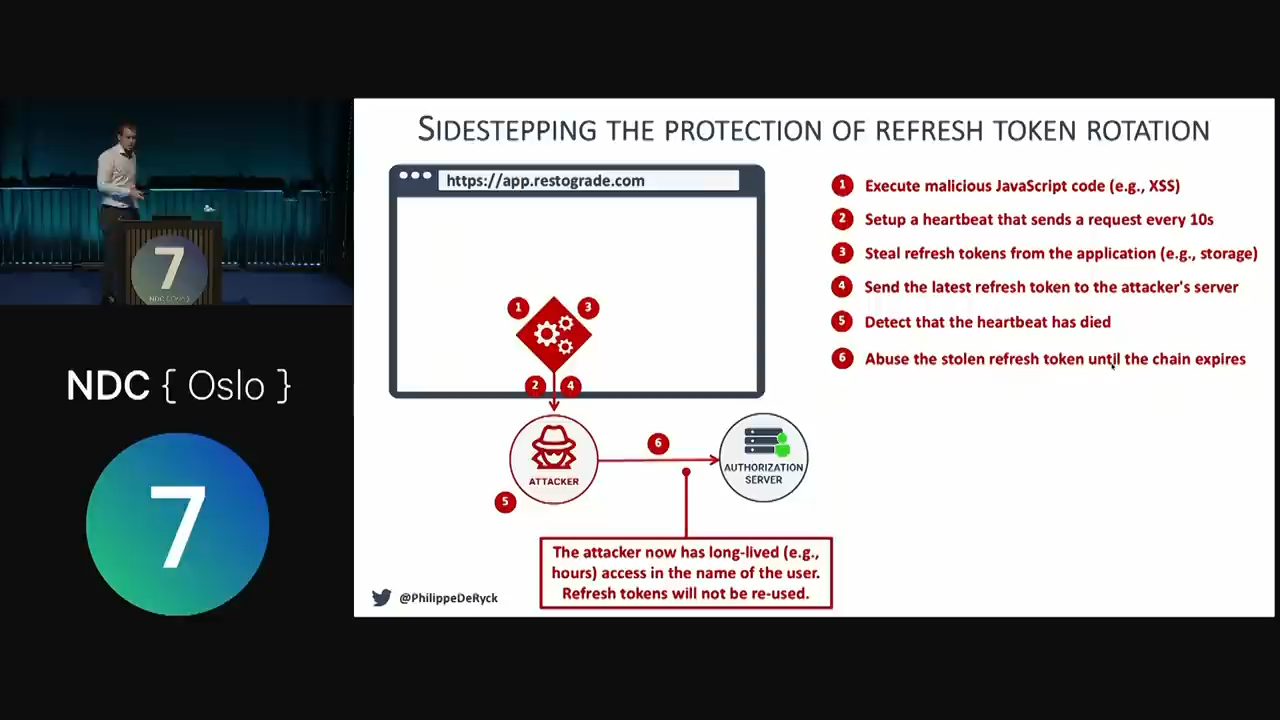 SIDESTEPPING THE PROTECTION OF REFRESH TOKEN ROTATION
https://app.restograde.com
1 Execute malicious JavaScript code (e.g., XSS)
2 Setup a heartbeat that sends a request every 10s
3 Steal refresh tokens from the application (e.g., storage)
4 Send the latest refresh token to the attacker's server
5 Detect that the heartbeat has died
6 Abuse the stolen refresh token until the chain expires
1 3
2 4
6
ATTACKER
AUTHORIZATION
SERVER
5
The attacker now has long-lived (e.g.,
hours) access in the name of the user.
Refresh tokens will not be re-used.
@PhilippeDeRyck
7
NDC { Oslo }
7